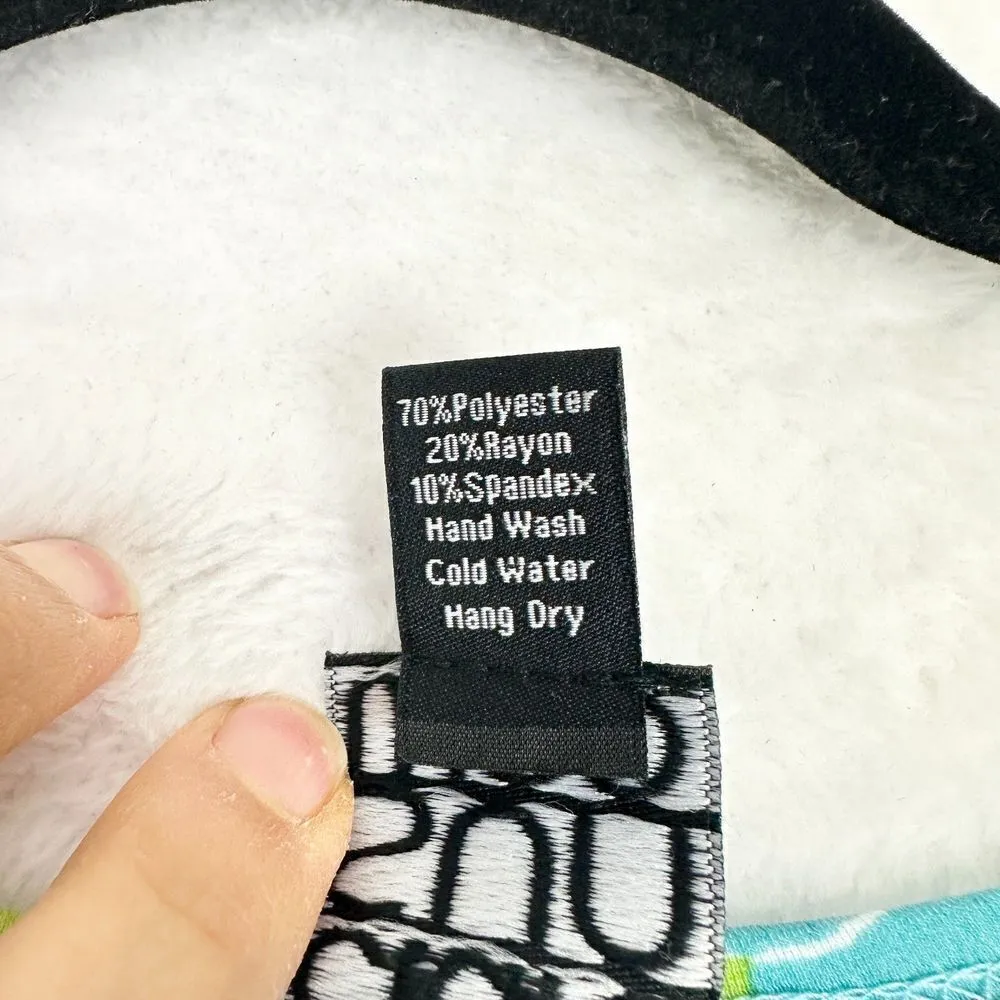 70%Polyester
20%Rayon
10%Spandex
Hand Wash
Cold Water
Hang Dry